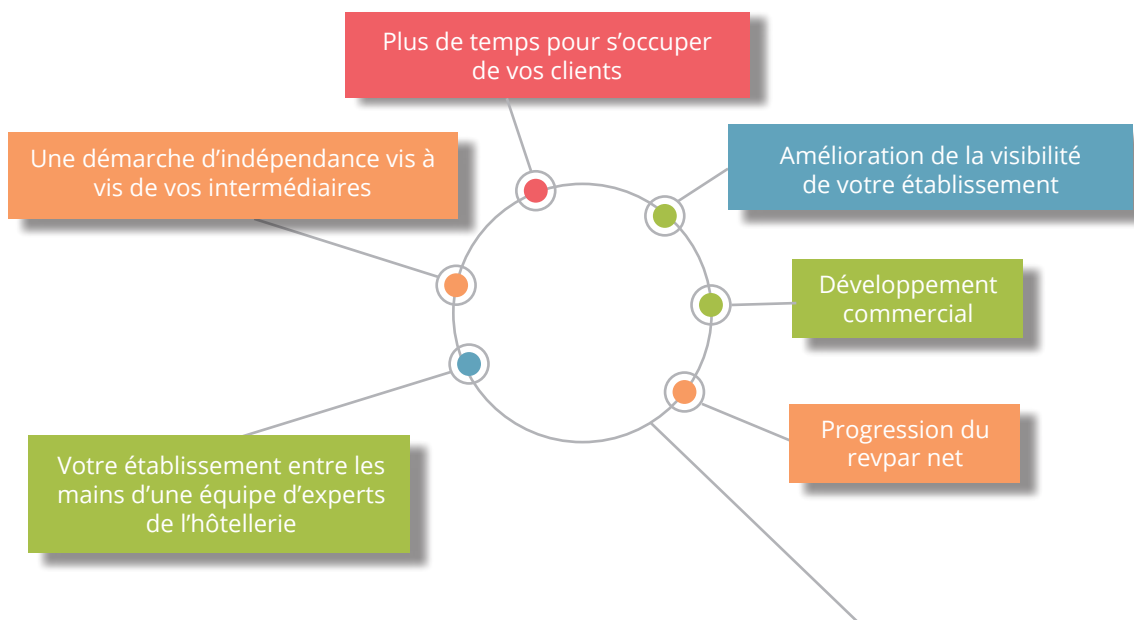 Plus de temps pour s’occuper
de vos clients
Une démarche d’indépendance vis à
vis de vos intermédiaires
Amélioration de la visibilité
de votre établissement
Développement
commercial
Progression du
revpar net
Votre établissement entre les
mains d’une équipe d’experts
de l’hôtellerie